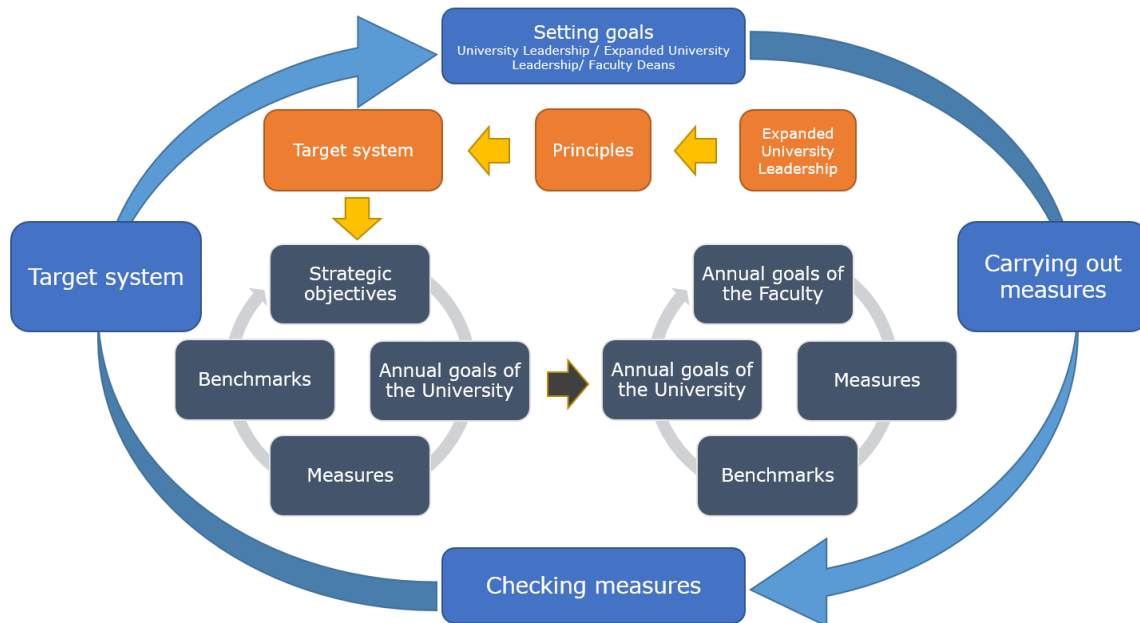 Setting goals
University Leadership / Expanded University
Leadership/ Faculty Deans
Target system
Principles
Expanded
University
Leadership
Target system
Carrying out
measures
Strategic
objectives
Benchmarks
Annual goals of
the University
Measures
Annual goals of
the Faculty
Annual goals of
the University
Measures
Benchmarks
Checking measures